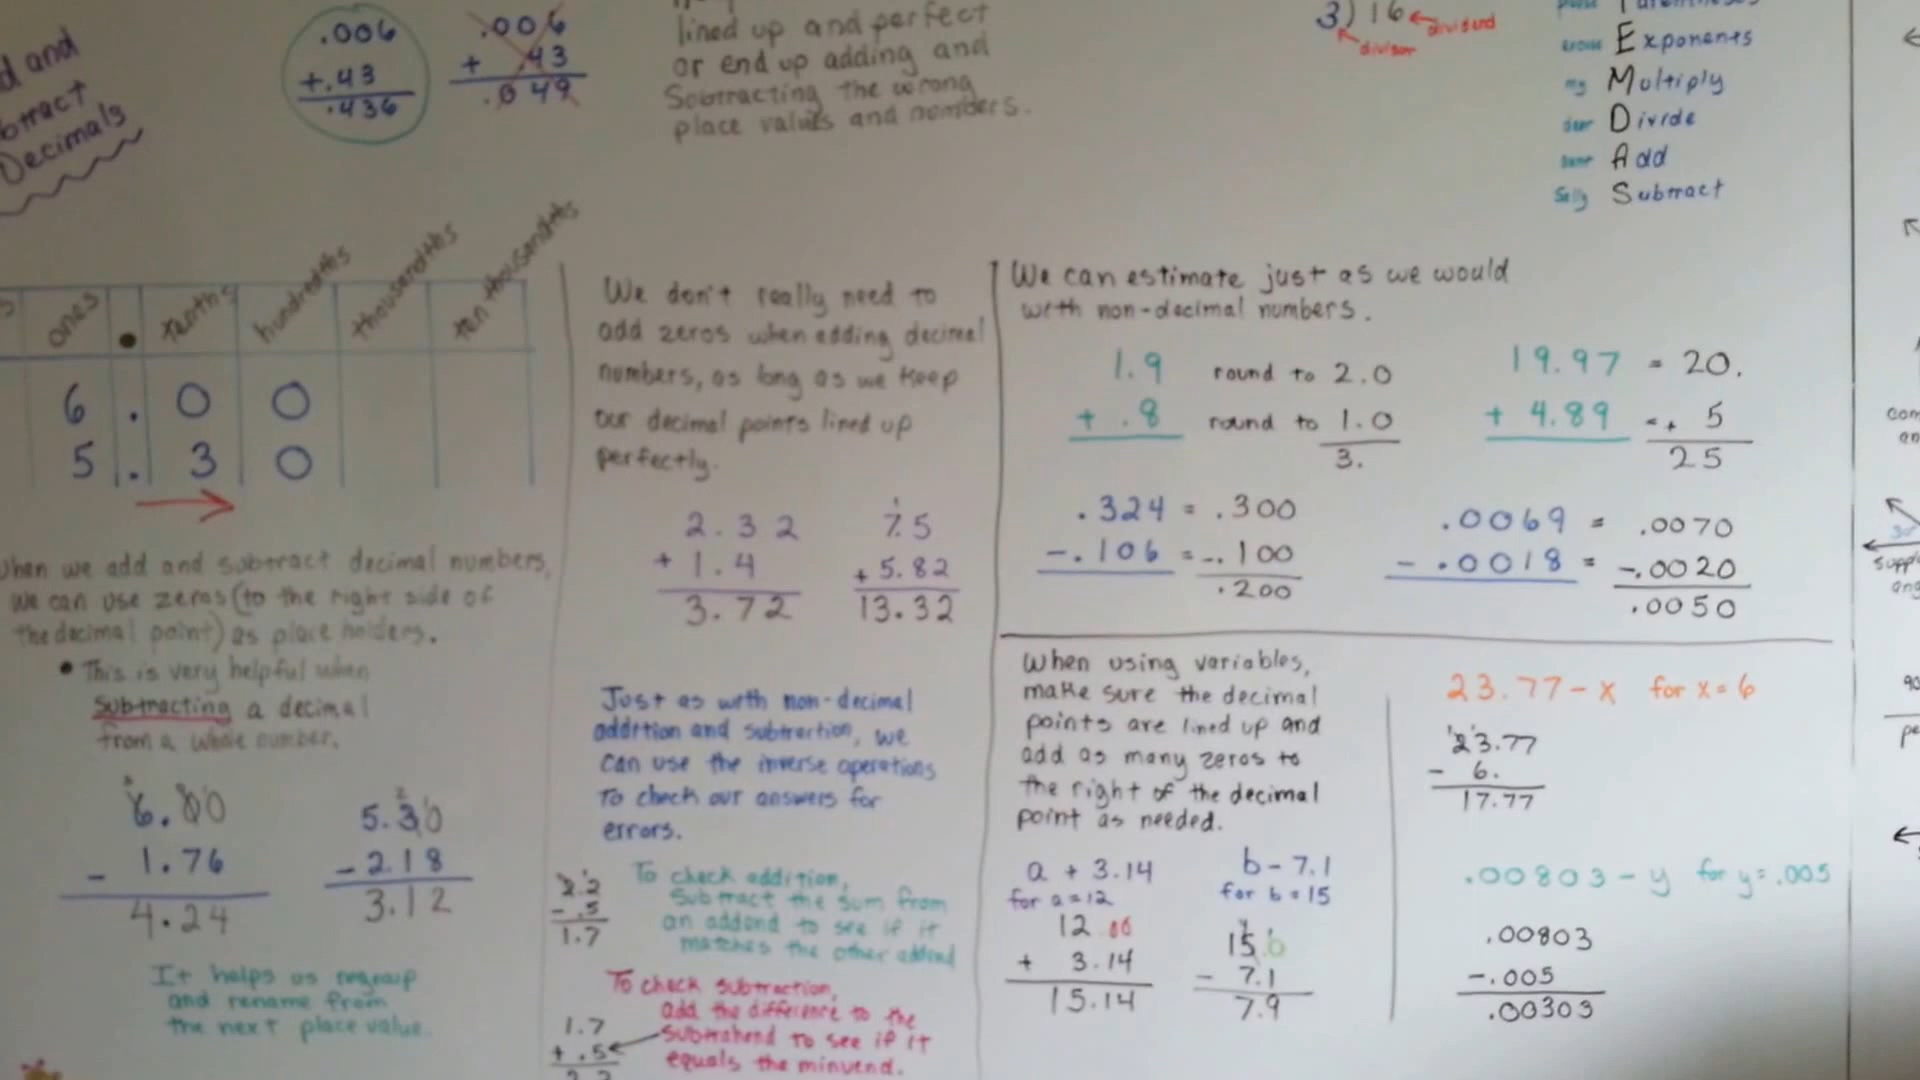 d and
btract
Decimals
.006
+.43
.436
.006
+ .43
.049
lined up and perfect
or end up adding and
Subtracting the wrong
place values and numbers.
3)16
dividend
divisor
Exponents
my Multiply
dear Divide
Aunt Add
Sally Subtract
ones . tenths hundredths thousandths ten thousandths
6 . 0 0
5 . 3 0
when we add and subtract decimal numbers,
we can use zeros (to the right side of
the decimal point) as place holders.
• This is very helpful when
subtracting a decimal
from a whole number.
6.00
- 1.76
4.24
5.30
- 2.18
3.12
It helps us regroup
and rename from
the next place value.
We don't really need to
add zeros when adding decimal
numbers, as long as we keep
our decimal points lined up
perfectly.
2.32
+ 1.4
3.72
1
7.5
+ 5.82
13.32
Just as with non-decimal
addition and subtraction, we
can use the inverse operations
to check our answers for
errors.
2.2
- .5
1.7
To check addition,
subtract the sum from
an addend to see if it
matches the other addend
To check subtraction,
add the difference to the
subtrahend to see if it
equals the minuend.
1.7
+ .5
We can estimate just as we would
with non-decimal numbers.
1.9 round to 2.0
+ .8 round to 1.0
3.
19.97 = 20.
+ 4.89 = + 5
25
.324 = .300
- .106 = -.100
.200
.0069 = .0070
- .0018 = -.0020
.0050
When using variables,
make sure the decimal
points are lined up and
add as many zeros to
the right of the decimal
point as needed.
a + 3.14
for a = 12
12.00
+ 3.14
15.14
b - 7.1
for b = 15
15.0
- 7.1
7.9
23.77 - x for x = 6
23.77
- 6.
17.77
.00803 - y for y = .005
.00803
- .005
.00303